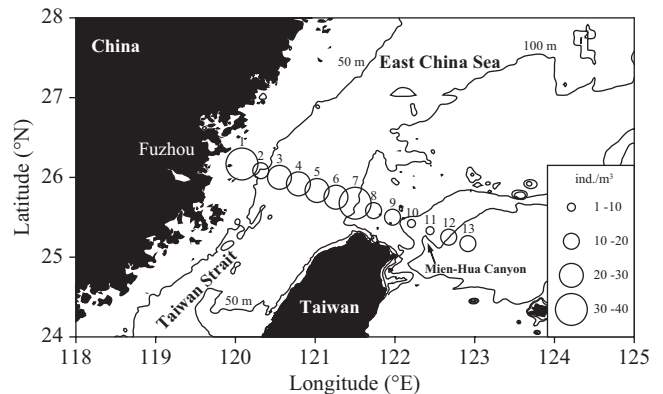 28
27
26
25
24
Latitude (°N)
China
50 m
East China Sea
100 m
Fuzhou
1
2
3
4
5
6
7
8
9
10
11
12
13
Mien-Hua Canyon
Taiwan Strait
50 m
Taiwan
ind./m³
1 -10
10 -20
20 -30
30 -40
118
119
120
121
122
123
124
125
Longitude (°E)